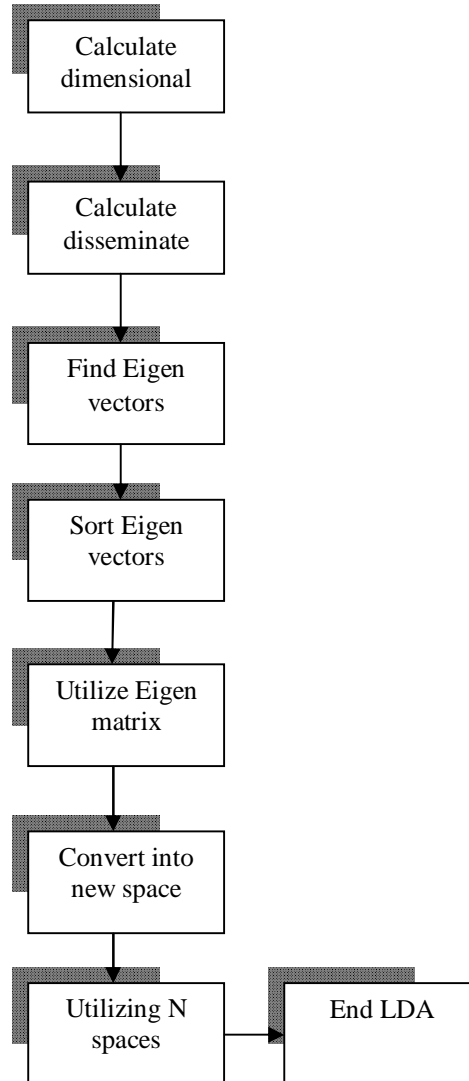 Calculate
dimensional
Calculate
disseminate
Find Eigen
vectors
Sort Eigen
vectors
Utilize Eigen
matrix
Convert into
new space
Utilizing N
spaces
End LDA